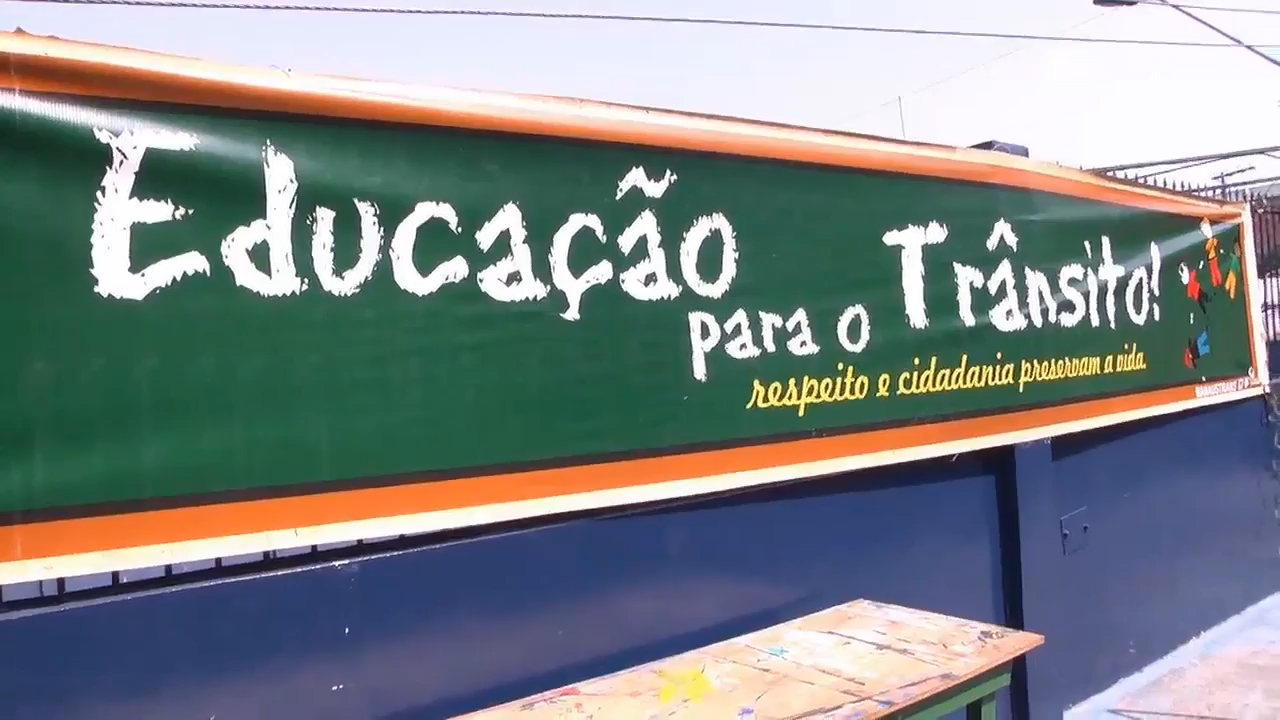 Educação
para o Trânsito!
respeito e cidadania preservam a vida.